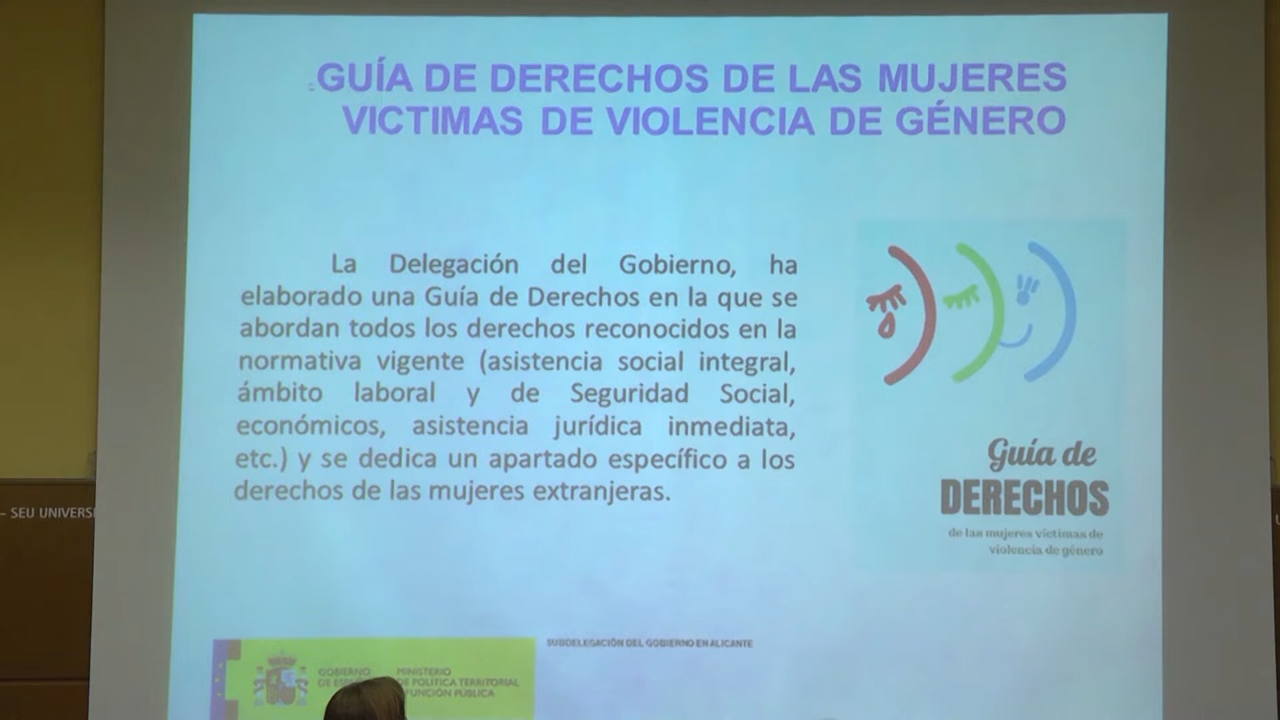 GUÍA DE DERECHOS DE LAS MUJERES
VICTIMAS DE VIOLENCIA DE GÉNERO
La Delegación del Gobierno, ha
elaborado una Guía de Derechos en la que se
abordan todos los derechos reconocidos en la
normativa vigente (asistencia social integral,
ámbito laboral y de Seguridad Social,
económicos, asistencia jurídica inmediata,
etc.) y se dedica un apartado específico a los
derechos de las mujeres extranjeras.
Guía de
DERECHOS
de las mujeres víctimas de
violencia de género
– SEU UNIVERSI
SUBDELEGACIÓN DEL GOBIERNO EN ALICANTE
GOBIERNO
DE
MINISTERIO
DE POLÍTICA TERRITORIAL
FUNCIÓN PÚBLICA